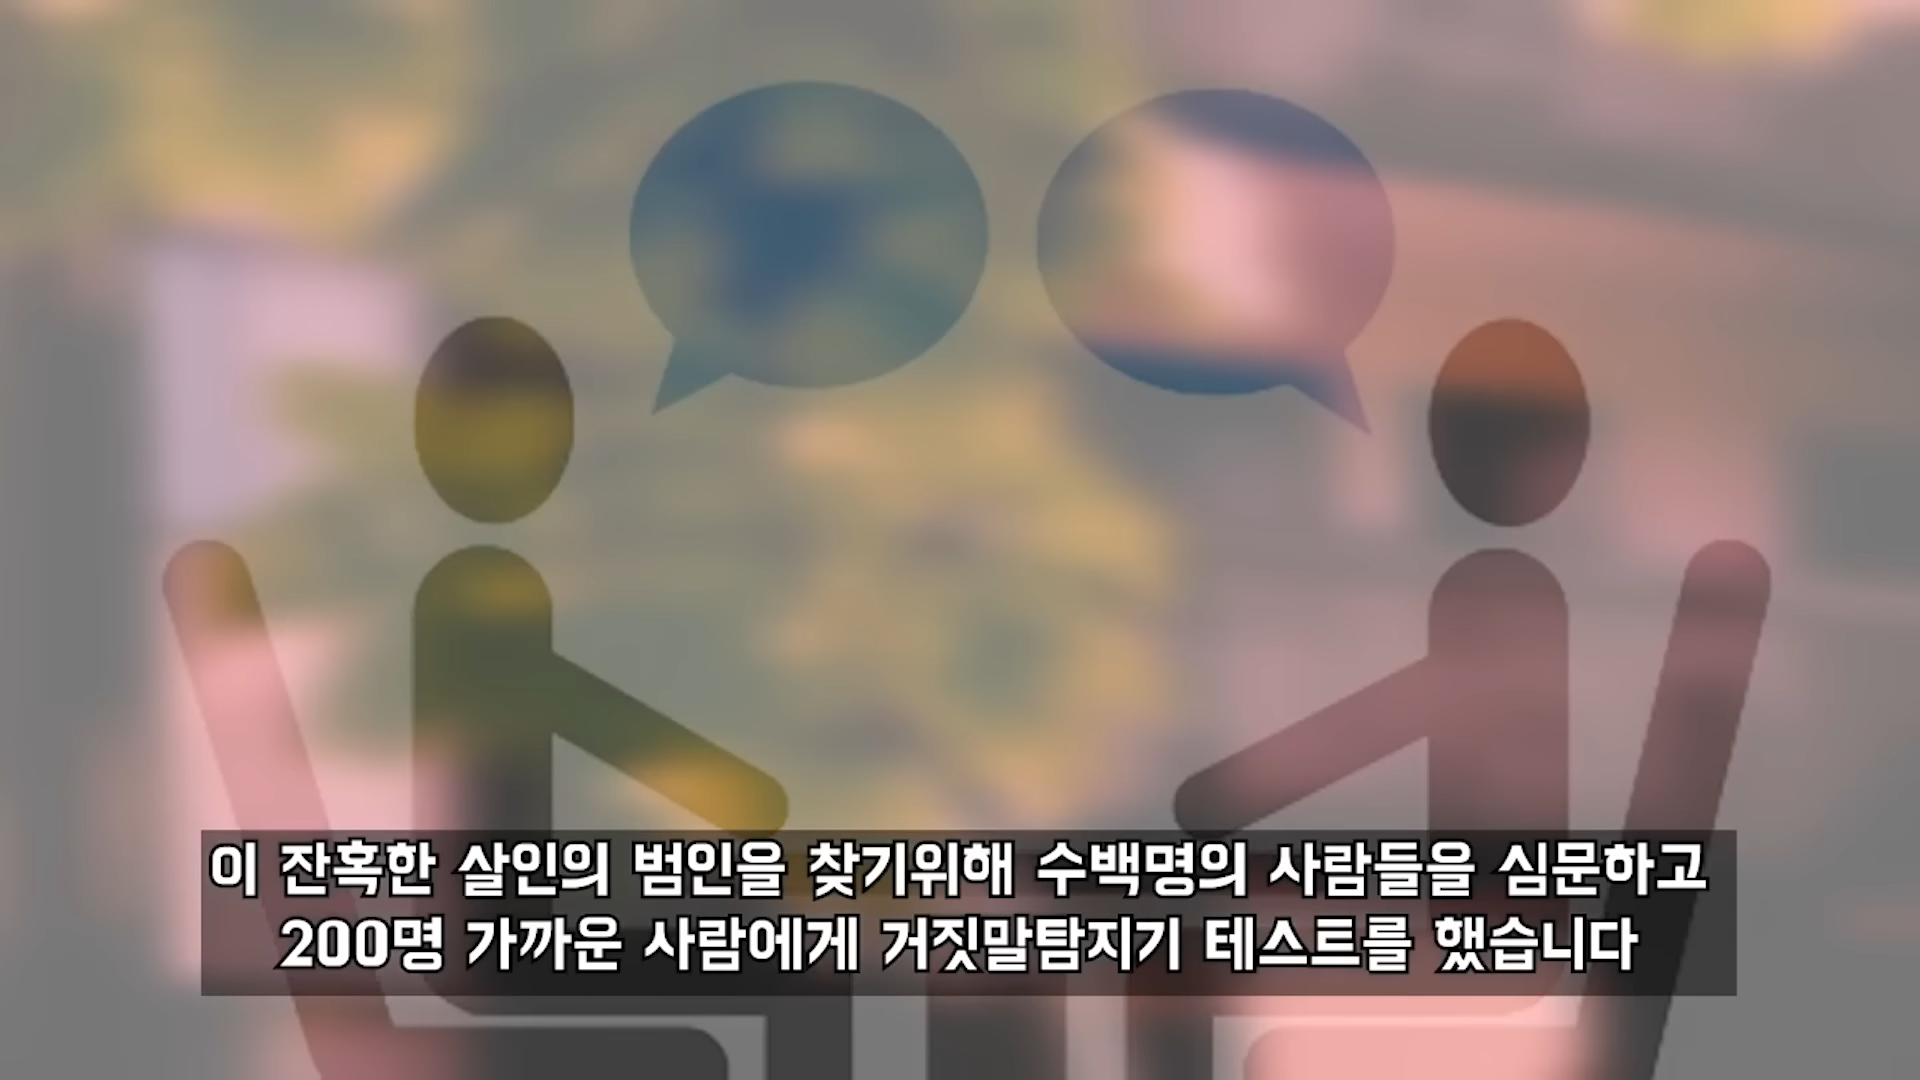 이 잔혹한 살인의 범인을 찾기위해 수백명의 사람들을 심문하고
200명 가까운 사람에게 거짓말탐지기 테스트를 했습니다